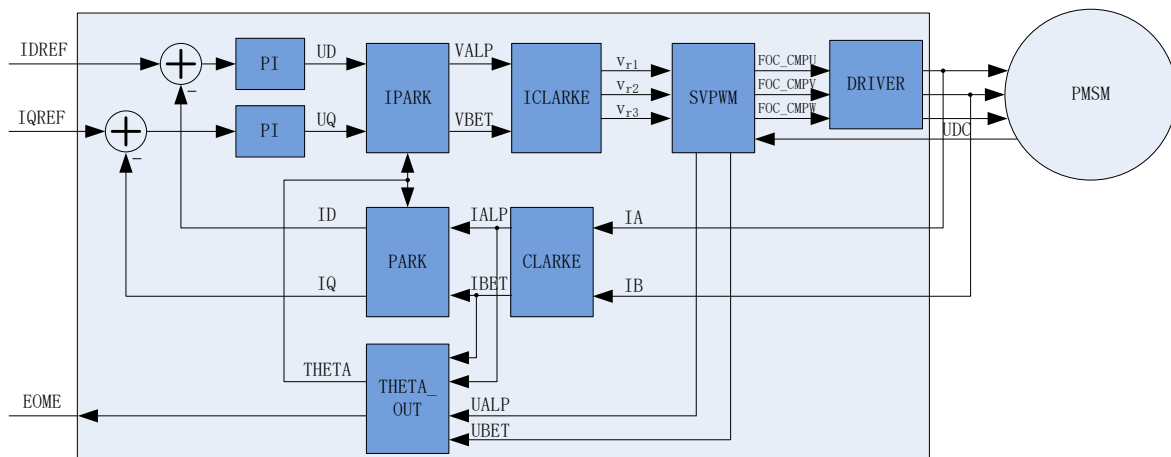 IDREF
PI
UD
IPARK
VALP
ICLARKE
Vr1
Vr2
Vr3
SVPWM
FOC_CMPU
FOC_CMPV
FOC_CMPW
DRIVER
PMSM
IQREF
PI
UQ
VBET
UDC
ID
PARK
IALP
CLARKE
IA
IQ
IBET
IB
THETA
THETA_
OUT
EOME
UALP
UBET